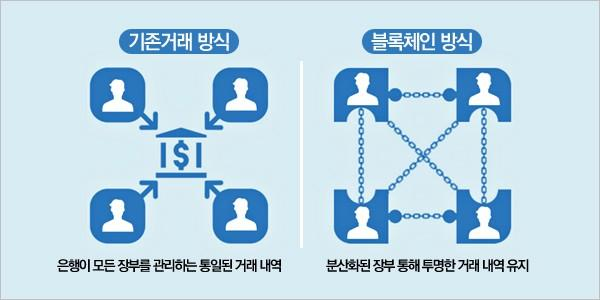 기존거래 방식
블록체인 방식
$
은행이 모든 장부를 관리하는 통일된 거래 내역
분산화된 장부 통해 투명한 거래 내역 유지